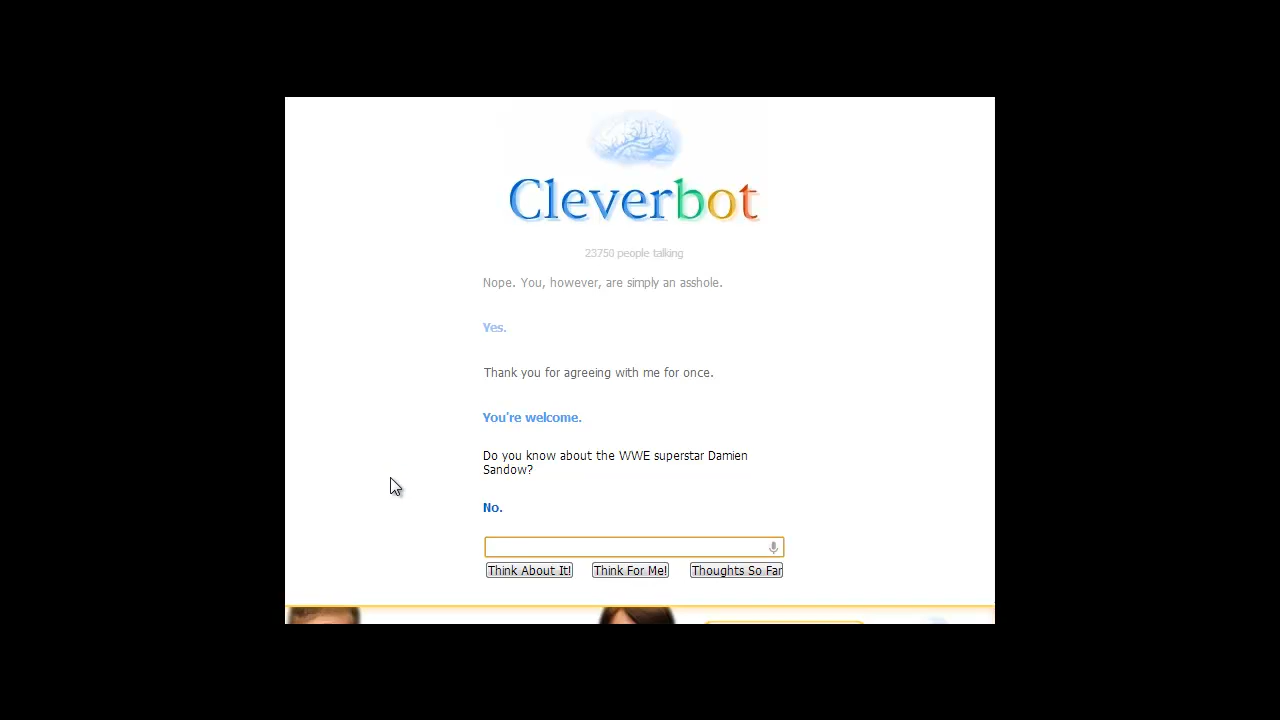 Cleverbot
23750 people talking
Nope. You, however, are simply an asshole.
Yes.
Thank you for agreeing with me for once.
You're welcome.
Do you know about the WWE superstar Damien
Sandow?
No.
Think About It! Think For Me! Thoughts So Far